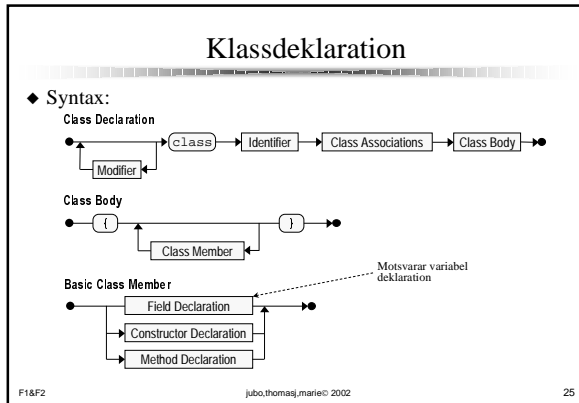 Klassdeklaration
◆ Syntax:
Class Declaration
class Identifier Class Associations Class Body
Modifier
Class Body
{ }
Class Member
Motsvarar variabel
deklaration
Basic Class Member
Field Declaration
Constructor Declaration
Method Declaration
F1&F2 jubo,thomasj,marie© 2002 25